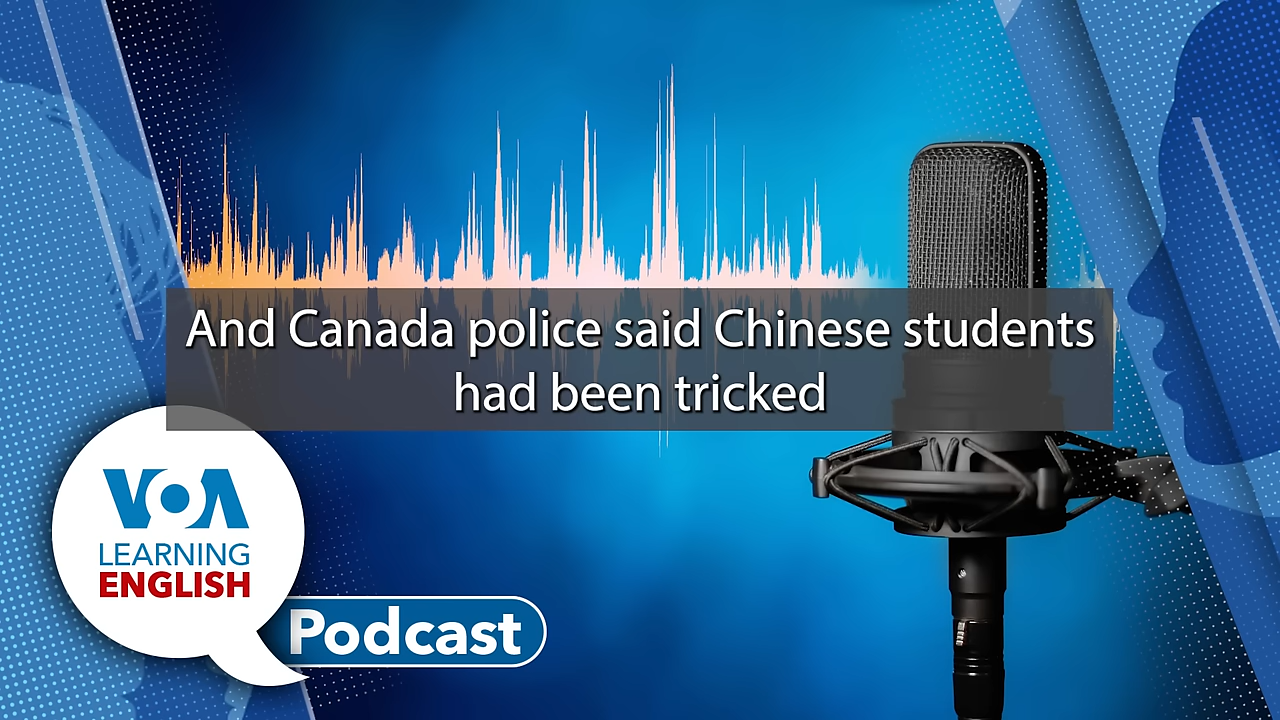 And Canada police said Chinese students
had been tricked
VOA
LEARNING
ENGLISH
Podcast